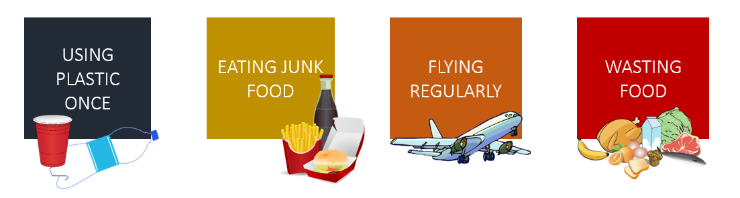 USING
PLASTIC
ONCE
EATING JUNK
FOOD
FLYING
REGULARLY
WASTING
FOOD